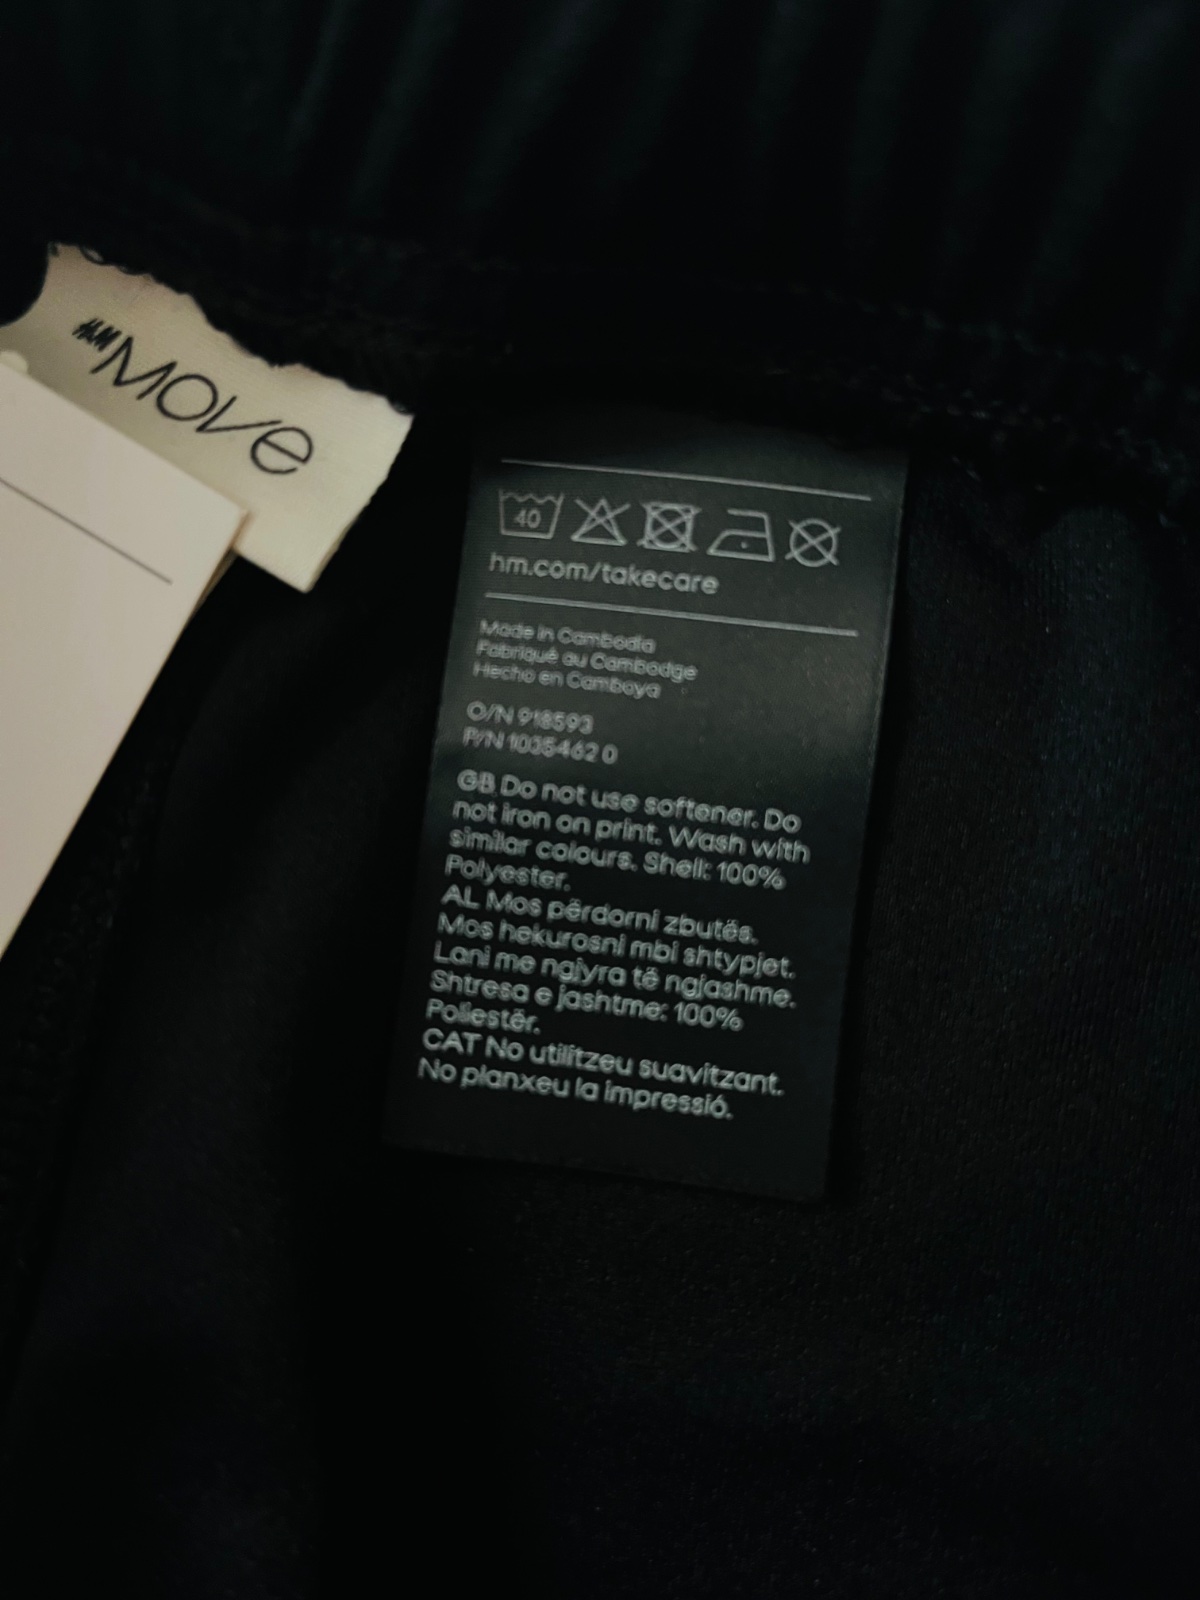 H&M
MOVE
40
hm.com/takecare
Made in Cambodia
Fabriqué au Cambodge
Hecho en Camboya
O/N 918593
P/N 1035462 0
GB Do not use softener. Do
not iron on print. Wash with
similar colours. Shell: 100%
Polyester.
AL Mos përdorni zbutës.
Mos hekurosni mbi shtypjet.
Lani me ngjyra të ngjashme.
Shtresa e jashtme: 100%
Poliestër.
CAT No utilitzeu suavitzant.
No planxeu la impressió.